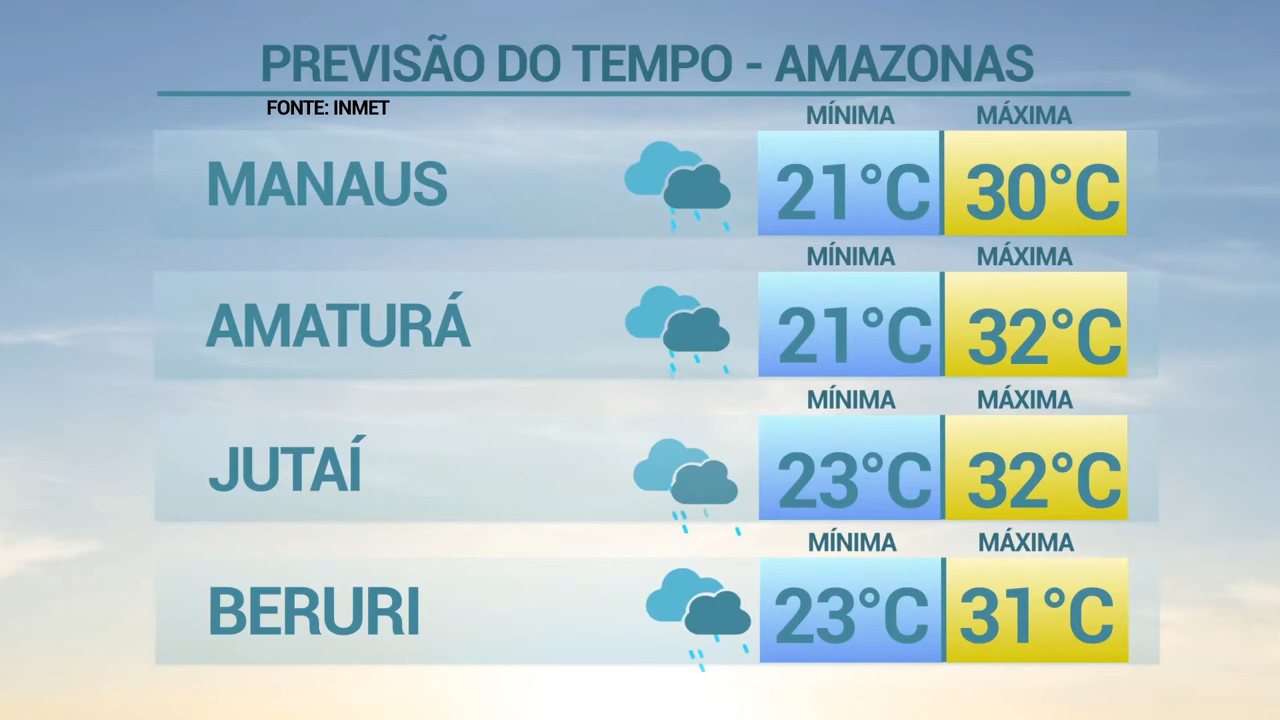 PREVISÃO DO TEMPO - AMAZONAS
FONTE: INMET
MÍNIMA MÁXIMA
MANAUS 21°C 30°C
MÍNIMA MÁXIMA
AMATURÁ 21°C 32°C
MÍNIMA MÁXIMA
JUTAÍ 23°C 32°C
MÍNIMA MÁXIMA
BERURI 23°C 31°C